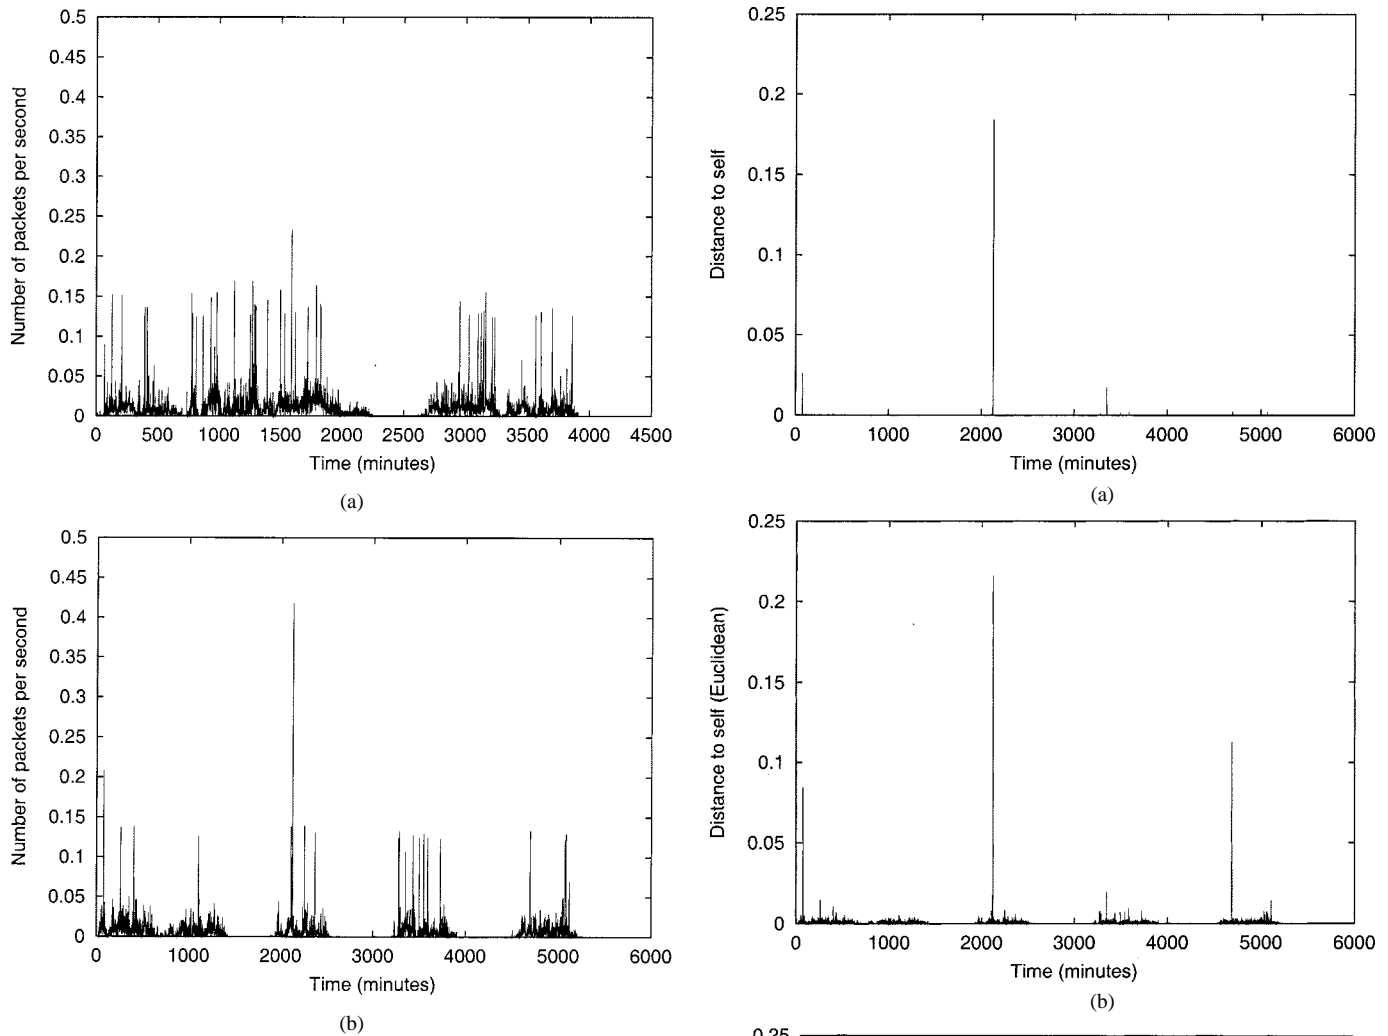 0.5
0.45
0.4
0.35
0.3
0.25
0.2
0.15
0.1
0.05
0
Number of packets per second
0 500 1000 1500 2000 2500 3000 3500 4000 4500
Time (minutes)
(a)
0.5
0.45
0.4
0.35
0.3
0.25
0.2
0.15
0.1
0.05
0
Number of packets per second
0 1000 2000 3000 4000 5000 6000
Time (minutes)
(b)
0.25
0.2
0.15
0.1
0.05
0
Distance to self
0 1000 2000 3000 4000 5000 6000
Time (minutes)
(a)
0.25
0.2
0.15
0.1
0.05
0
Distance to self (Euclidean)
0 1000 2000 3000 4000 5000 6000
Time (minutes)
(b)
0.25